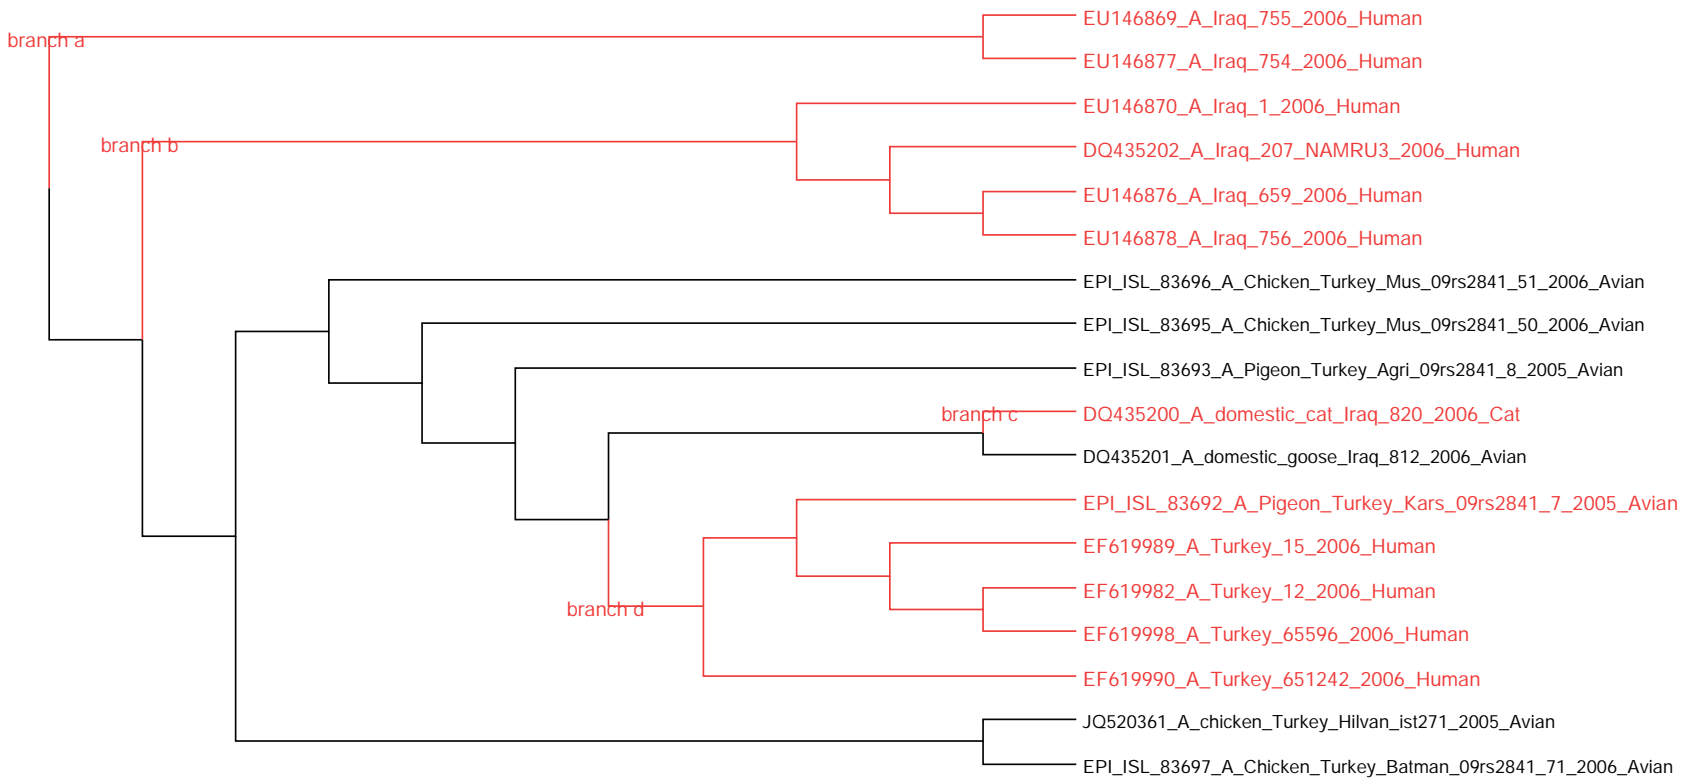 EU146869_A_Iraq_755_2006_Human
branch a
EU146877_A_Iraq_754_2006_Human
EU146870_A_Iraq_1_2006_Human
branch b
DQ435202_A_Iraq_207_NAMRU3_2006_Human
EU146876_A_Iraq_659_2006_Human
EU146878_A_Iraq_756_2006_Human
EPI_ISL_83696_A_Chicken_Turkey_Mus_09rs2841_51_2006_Avian
EPI_ISL_83695_A_Chicken_Turkey_Mus_09rs2841_50_2006_Avian
EPI_ISL_83693_A_Pigeon_Turkey_Agri_09rs2841_8_2005_Avian
branch c
DQ435200_A_domestic_cat_Iraq_820_2006_Cat
DQ435201_A_domestic_goose_Iraq_812_2006_Avian
EPI_ISL_83692_A_Pigeon_Turkey_Kars_09rs2841_7_2005_Avian
EF619989_A_Turkey_15_2006_Human
EF619982_A_Turkey_12_2006_Human
branch d
EF619998_A_Turkey_65596_2006_Human
EF619990_A_Turkey_651242_2006_Human
JQ520361_A_chicken_Turkey_Hilvan_ist271_2005_Avian
EPI_ISL_83697_A_Chicken_Turkey_Batman_09rs2841_71_2006_Avian